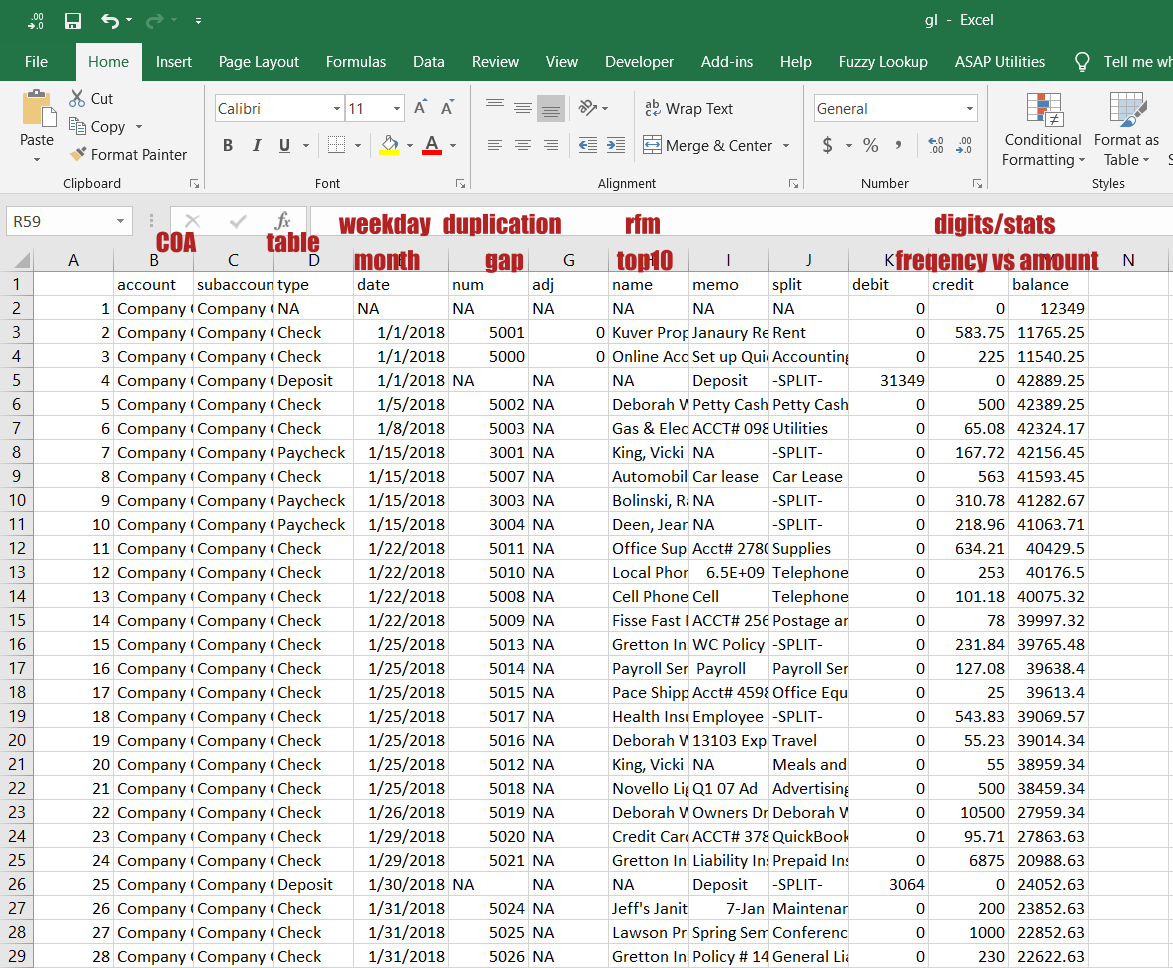 gl - Excel
File Home Insert Page Layout Formulas Data Review View Developer Add-ins Help Fuzzy Lookup ASAP Utilities Tell me
Paste Cut Copy Format Painter Clipboard
Calibri 11 B I U A Font
Wrap Text Merge & Center Alignment
General $ % Number
Conditional Formatting Format as Table Styles
R59 fx
weekday duplication rfm digits/stats
COA table
month gap top10 freqency vs amount
A B C D G I J K N
1 account subaccoun type date num adj name memo split debit credit balance
2 1 Company Company NA NA NA NA NA NA NA 0 0 12349
3 2 Company Company Check 1/1/2018 5001 0 Kuver Prop Janaury Re Rent 0 583.75 11765.25
4 3 Company Company Check 1/1/2018 5000 0 Online Acc Set up Qui Accounting 0 225 11540.25
5 4 Company Company Deposit 1/1/2018 NA NA NA Deposit -SPLIT- 31349 0 42889.25
6 5 Company Company Check 1/5/2018 5002 NA Deborah W Petty Cash Petty Cash 0 500 42389.25
7 6 Company Company Check 1/8/2018 5003 NA Gas & Elec ACCT# 098 Utilities 0 65.08 42324.17
8 7 Company Company Paycheck 1/15/2018 3001 NA King, Vicki NA -SPLIT- 0 167.72 42156.45
9 8 Company Company Check 1/15/2018 5007 NA Automobil Car lease Car Lease 0 563 41593.45
10 9 Company Company Paycheck 1/15/2018 3003 NA Bolinski, Ra NA -SPLIT- 0 310.78 41282.67
11 10 Company Company Paycheck 1/15/2018 3004 NA Deen, Jean NA -SPLIT- 0 218.96 41063.71
12 11 Company Company Check 1/22/2018 5011 NA Office Sup Acct# 2780 Supplies 0 634.21 40429.5
13 12 Company Company Check 1/22/2018 5010 NA Local Phon 6.5E+09 Telephone 0 253 40176.5
14 13 Company Company Check 1/22/2018 5008 NA Cell Phone Cell Telephone 0 101.18 40075.32
15 14 Company Company Check 1/22/2018 5009 NA Fisse Fast ACCT# 256 Postage an 0 78 39997.32
16 15 Company Company Check 1/25/2018 5013 NA Gretton In WC Policy -SPLIT- 0 231.84 39765.48
17 16 Company Company Check 1/25/2018 5014 NA Payroll Ser Payroll Payroll Ser 0 127.08 39638.4
18 17 Company Company Check 1/25/2018 5015 NA Pace Shipp Acct# 4598 Office Equ 0 25 39613.4
19 18 Company Company Check 1/25/2018 5017 NA Health Insu Employee -SPLIT- 0 543.83 39069.57
20 19 Company Company Check 1/25/2018 5016 NA Deborah W 13103 Exp Travel 0 55.23 39014.34
21 20 Company Company Check 1/25/2018 5012 NA King, Vicki NA Meals and 0 55 38959.34
22 21 Company Company Check 1/25/2018 5018 NA Novello Lig Q1 07 Ad Advertising 0 500 38459.34
23 22 Company Company Check 1/26/2018 5019 NA Deborah W Owners Dr Deborah W 0 10500 27959.34
24 23 Company Company Check 1/29/2018 5020 NA Credit Card ACCT# 378 QuickBook 0 95.71 27863.63
25 24 Company Company Check 1/29/2018 5021 NA Gretton In Liability Ins Prepaid Ins 0 6875 20988.63
26 25 Company Company Deposit 1/30/2018 NA NA NA Deposit -SPLIT- 3064 0 24052.63
27 26 Company Company Check 1/31/2018 5024 NA Jeff's Janit 7-Jan Maintenan 0 200 23852.63
28 27 Company Company Check 1/31/2018 5025 NA Lawson Pr Spring Sem Conferenc 0 1000 22852.63
29 28 Company Company Check 1/31/2018 5026 NA Gretton In Policy # 14 General Lia 0 230 22622.63